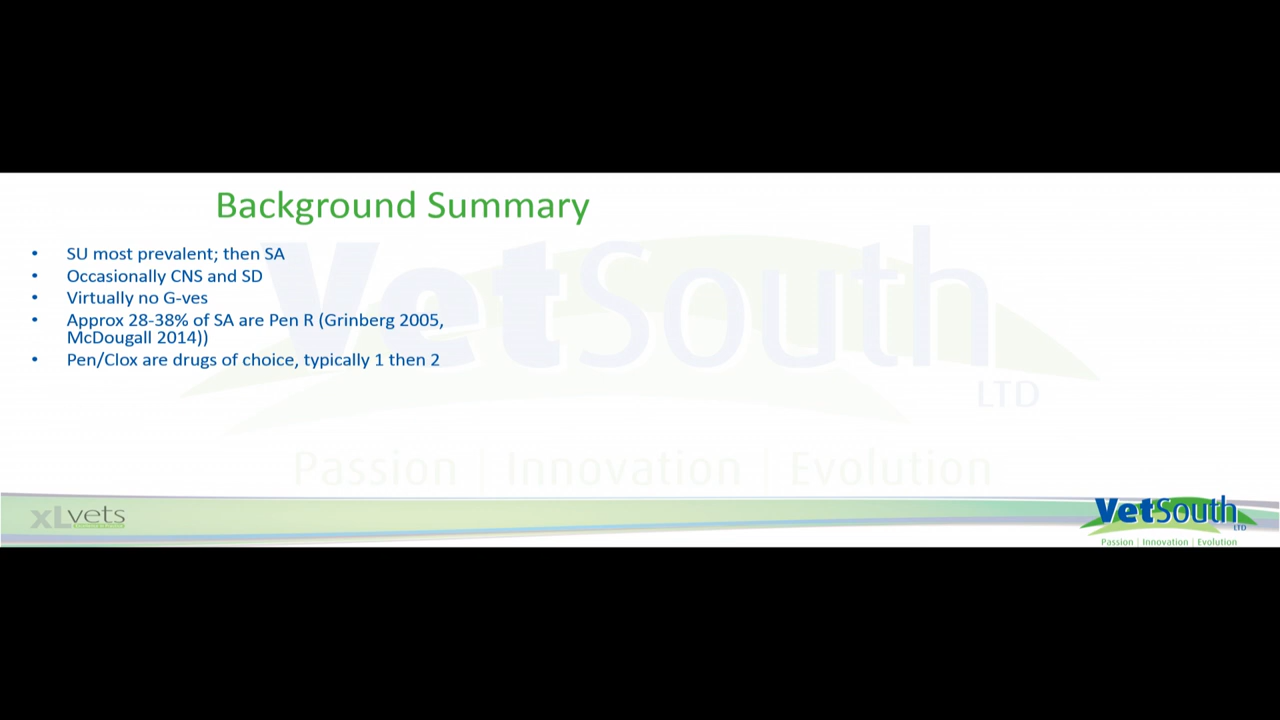 Background Summary
• SU most prevalent; then SA
• Occasionally CNS and SD
• Virtually no G-ves
• Approx 28-38% of SA are Pen R (Grinberg 2005,
McDougall 2014))
• Pen/Clox are drugs of choice, typically 1 then 2
VetSouth
LTD
Passion | Innovation | Evolution
xLvets
VetSouth
LTD
Passion | Innovation | Evolution